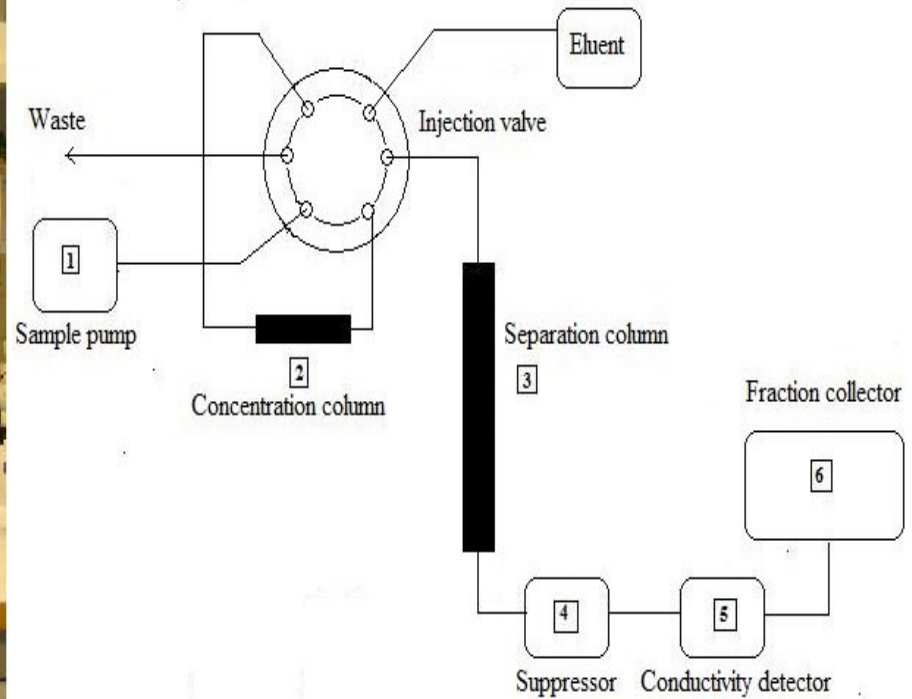 Eluent
Waste
Injection valve
1
Sample pump
2
Concentration column
Separation column
3
Fraction collector
6
4
5
Suppressor
Conductivity detector